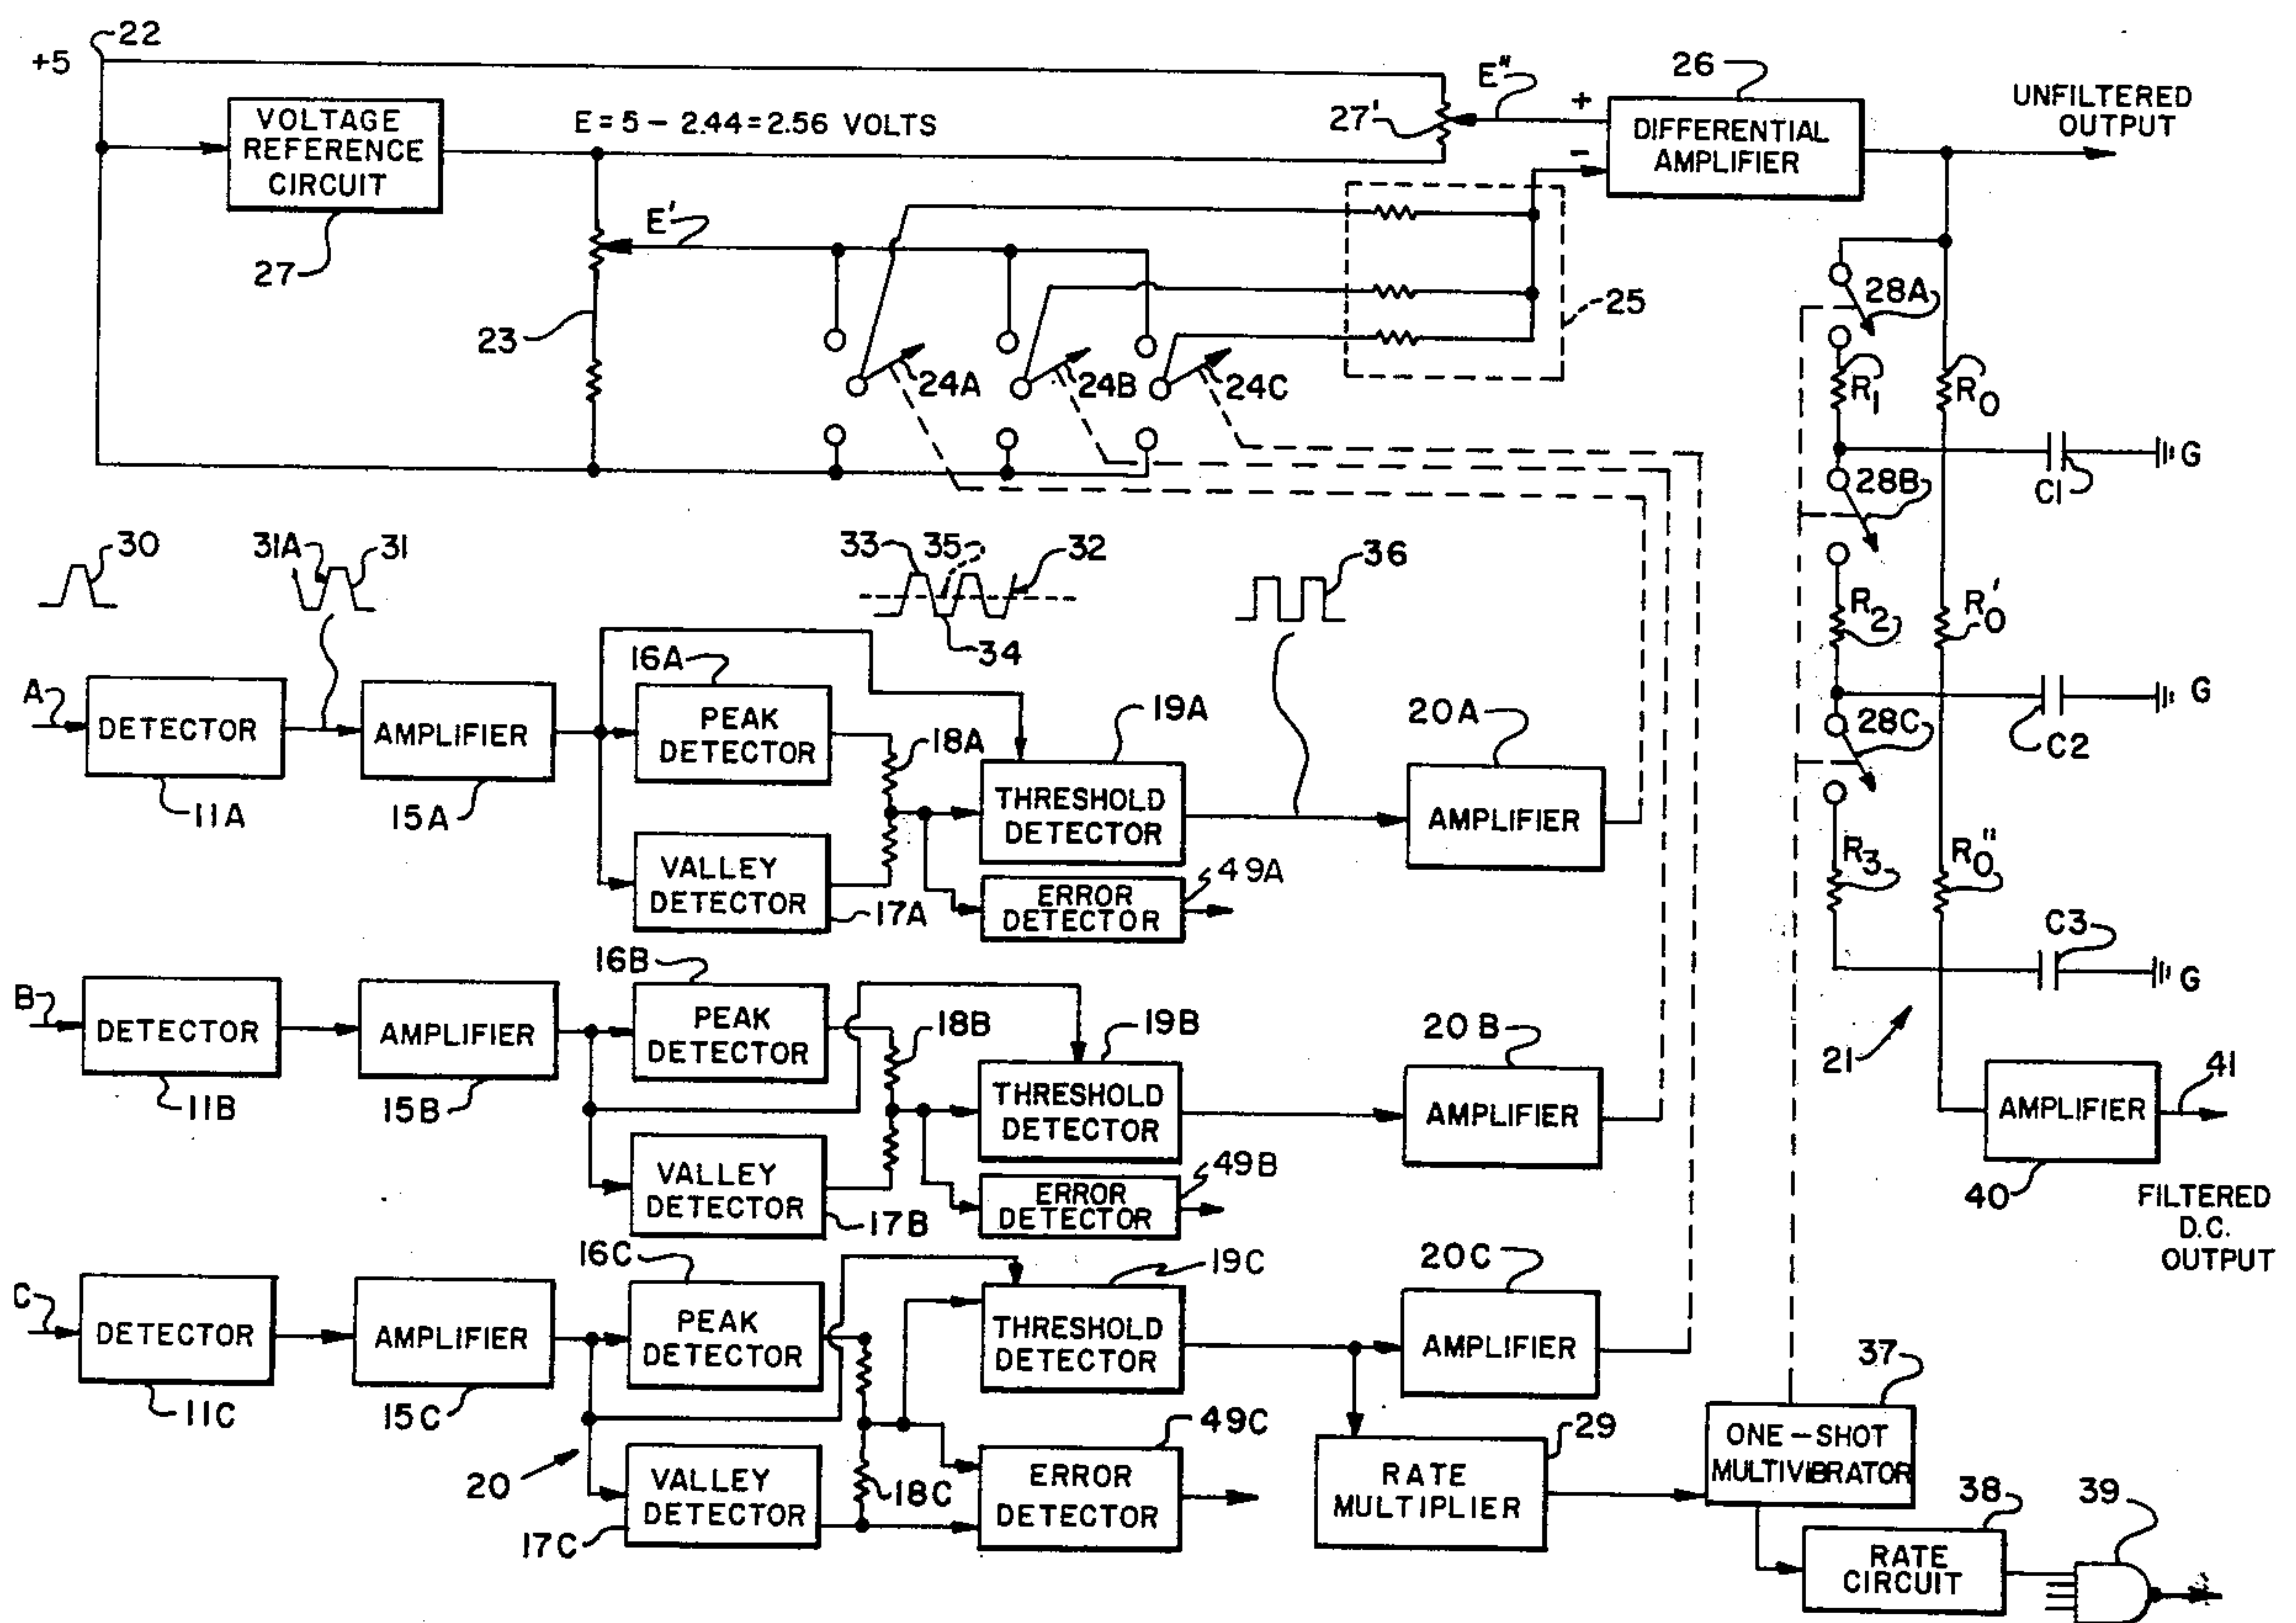 22
+5
VOLTAGE
REFERENCE
CIRCUIT
27
E = 5 – 2.44 = 2.56 VOLTS
27'
E"
+
–
26
DIFFERENTIAL
AMPLIFIER
UNFILTERED
OUTPUT
E'
23
24A
24B
24C
25
28A
R1
R0
C1
G
28B
R2
R0'
C2
G
28C
R3
R0"
C3
G
21
30
31A
31
33
35
32
34
36
A
DETECTOR
11A
AMPLIFIER
15A
16A
PEAK
DETECTOR
VALLEY
DETECTOR
17A
18A
19A
THRESHOLD
DETECTOR
ERROR
DETECTOR
49A
20A
AMPLIFIER
B
DETECTOR
11B
AMPLIFIER
15B
16B
PEAK
DETECTOR
VALLEY
DETECTOR
17B
18B
19B
THRESHOLD
DETECTOR
ERROR
DETECTOR
49B
20B
AMPLIFIER
AMPLIFIER
40
41
FILTERED
D.C.
OUTPUT
C
DETECTOR
11C
AMPLIFIER
15C
20
16C
PEAK
DETECTOR
VALLEY
DETECTOR
17C
18C
19C
THRESHOLD
DETECTOR
ERROR
DETECTOR
49C
20C
AMPLIFIER
RATE
MULTIPLIER
29
37
ONE–SHOT
MULTIVIBRATOR
38
RATE
CIRCUIT
39